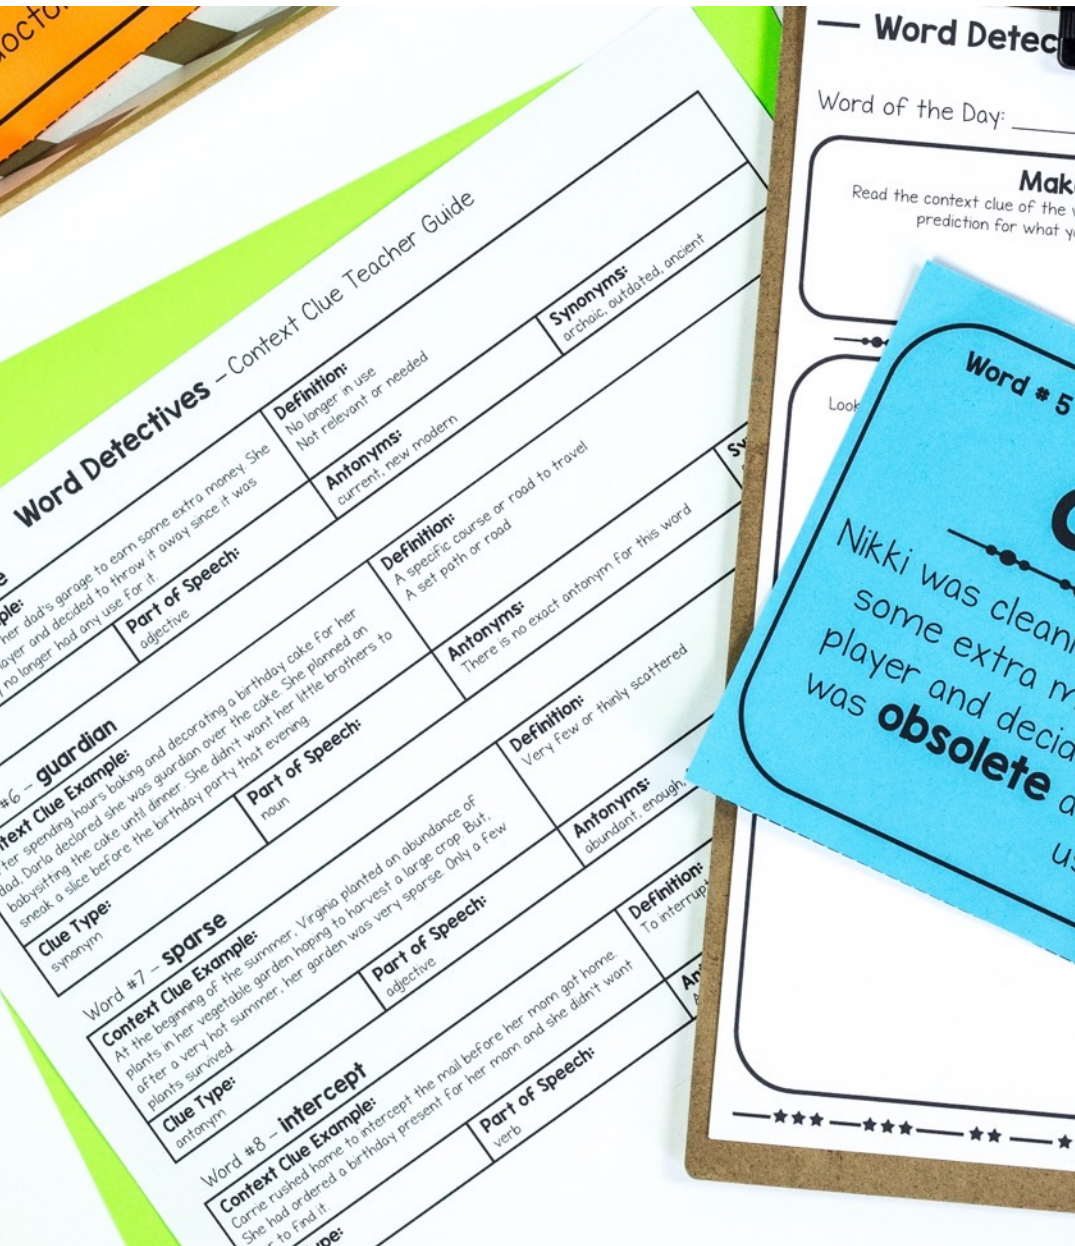 octo
Word Detectives – Context Clue Teacher Guide
her dad's garage to earn some extra money. She
ayer and decided to throw it away since it was
no longer had any use for it.
Part of Speech:
adjective
Definition:
No longer in use
Not relevant or needed
Synonyms:
archaic, outdated, ancient
Antonyms:
current, new modern
#6 – guardian
text Clue Example:
ter spending hours baking and decorating a birthday cake for her
dad, Darla declared she was guardian over the cake. She planned on
babysitting the cake until dinner. She didn't want her little brothers to
sneak a slice before the birthday party that evening.
Clue Type:
synonym
Part of Speech:
noun
Definition:
A specific course or road to travel
A set path or road
Sy
Antonyms:
There is no exact antonym for this word
Word #7 – sparse
Context Clue Example:
At the beginning of the summer, Virginia planted an abundance of
plants in her vegetable garden hoping to harvest a large crop. But,
after a very hot summer, her garden was very sparse. Only a few
plants survived.
Clue Type:
antonym
Part of Speech:
adjective
Definition:
Very few or thinly scattered
Antonyms:
abundant, enough,
Word #8 – intercept
Context Clue Example:
Carrie rushed home to intercept the mail before her mom got home.
She had ordered a birthday present for her mom and she didn't want
r to find it.
Part of Speech:
verb
Definition:
To interrup
An
Word Detec
Word of the Day:
Mak
Read the context clue of the
prediction for what y
Look
Word # 5
Nikki was cleani
some extra m
player and decid
was obsolete a
us